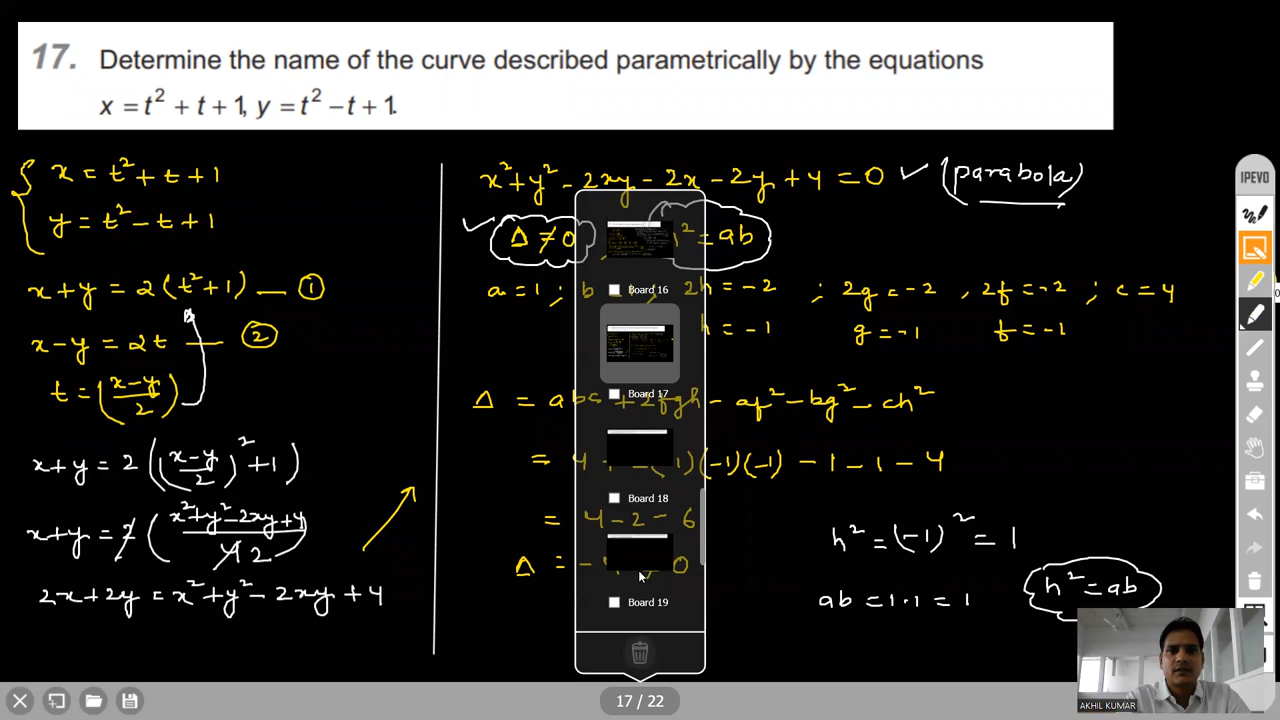 17. Determine the name of the curve described parametrically by the equations
x = t² + t + 1, y = t² − t + 1.
x = t² + t + 1
y = t² − t + 1
x+y = 2(t²+1) — ①
x−y = 2t — ②
t = (x−y/2)
x+y = 2((x−y/2)² + 1)
x+y = 2(x²+y²−2xy+4/42)
2x+2y = x²+y²−2xy+4
x²+y²−2xy−2x−2y+4 = 0 ✓ (parabola)
✓ Δ ≠ 0 h² = ab
a = 1 ; b 2h = −2 ; 2g = −2 , 2f = −2 ; c = 4
h = −1 g = −1 f = −1
Δ = abc + 2fgh − af² − bg² − ch²
= 4 (−1)(−1) − 1 − 1 − 4
= 4 − 2 − 6
Δ = −4 0
h² = (−1)² = 1
ab = 1·1 = 1
h² = ab
Board 16
Board 17
Board 18
Board 19
17 / 22
IPEVO
AKHIL KUMAR